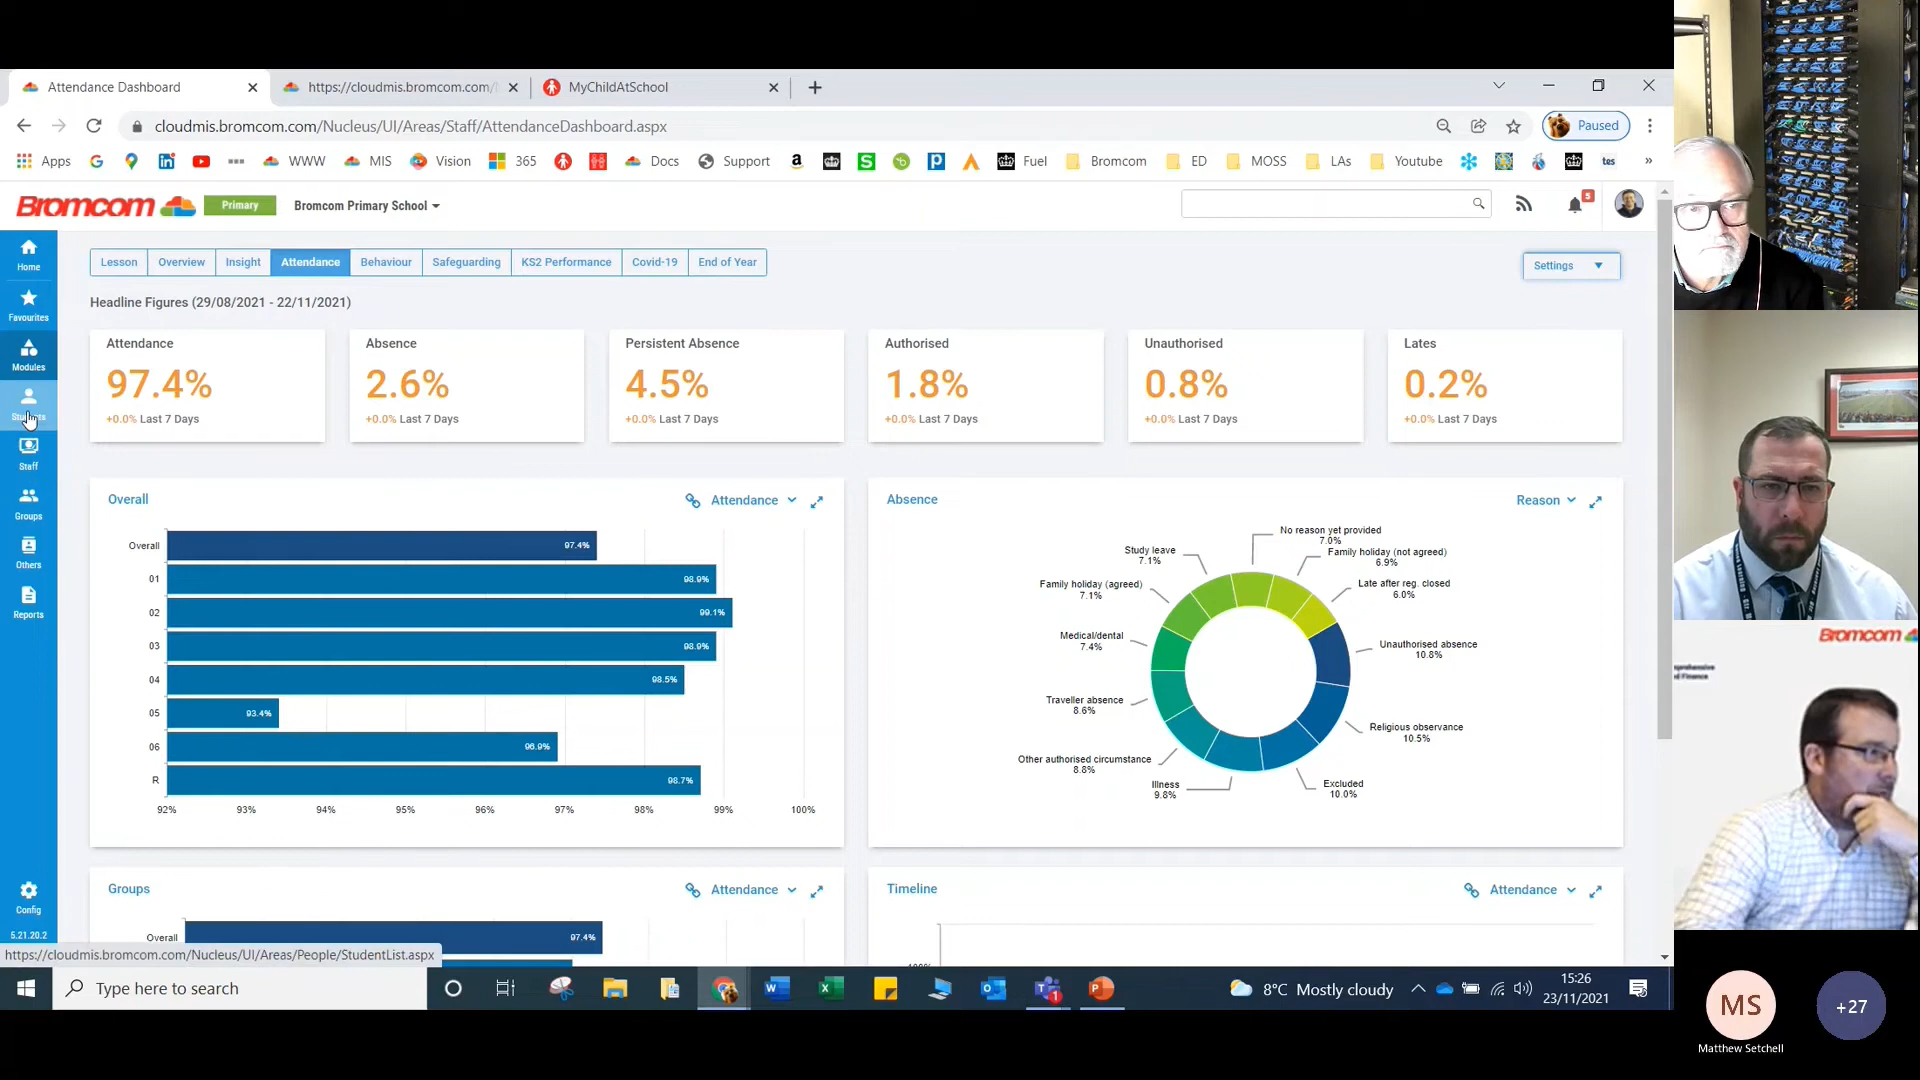 Attendance Dashboard
https://cloudmis.bromcom.com/
MyChildAtSchool
cloudmis.bromcom.com/Nucleus/UI/Areas/Staff/AttendanceDashboard.aspx
Paused
Apps
WWW
MIS
Vision
365
Docs
Support
Fuel
Bromcom
ED
MOSS
LAs
Youtube
tes
»
Bromcom
Primary
Bromcom Primary School
5
Home
Favourites
Modules
Students
Staff
Groups
Others
Reports
Config
5.21.20.2
Lesson
Overview
Insight
Attendance
Behaviour
Safeguarding
KS2 Performance
Covid-19
End of Year
Settings
Headline Figures (29/08/2021 - 22/11/2021)
Attendance
97.4%
+0.0% Last 7 Days
Absence
2.6%
+0.0% Last 7 Days
Persistent Absence
4.5%
+0.0% Last 7 Days
Authorised
1.8%
+0.0% Last 7 Days
Unauthorised
0.8%
+0.0% Last 7 Days
Lates
0.2%
+0.0% Last 7 Days
Overall
Attendance
Overall 97.4%
01 98.9%
02 99.1%
03 98.9%
04 98.5%
05 93.4%
06 96.9%
R 98.7%
92% 93% 94% 95% 96% 97% 98% 99% 100%
Absence
Reason
No reason yet provided
7.0%
Family holiday (not agreed)
6.9%
Late after reg. closed
6.0%
Unauthorised absence
10.8%
Religious observance
10.5%
Excluded
10.0%
Illness
9.8%
Other authorised circumstance
8.8%
Traveller absence
8.6%
Medical/dental
7.4%
Family holiday (agreed)
7.1%
Study leave
7.1%
Groups
Attendance
Overall 97.4%
Timeline
Attendance
https://cloudmis.bromcom.com/Nucleus/UI/Areas/People/StudentList.aspx
Type here to search
8°C Mostly cloudy
15:26
23/11/2021
Bromcom
MS
Matthew Setchell
+27